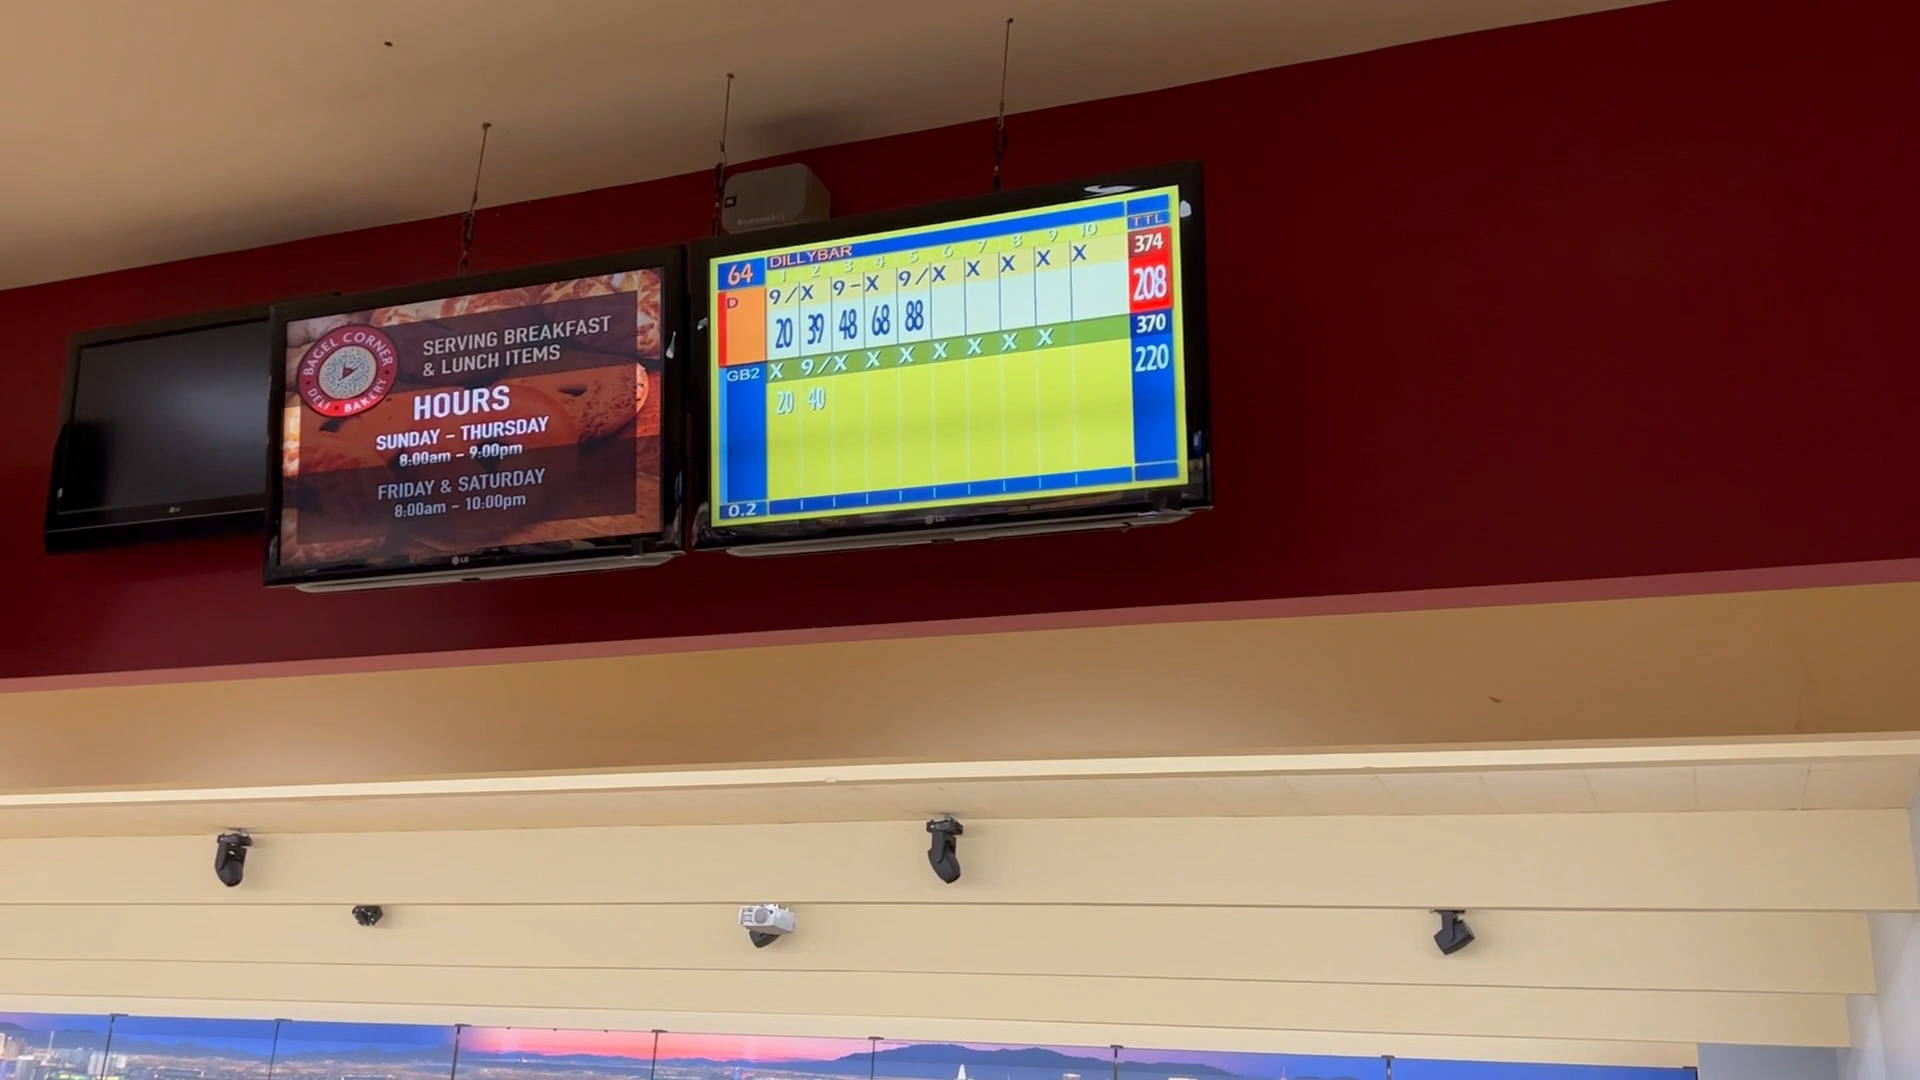 BAGEL CORNER
DELI • BAKERY
SERVING BREAKFAST
& LUNCH ITEMS
HOURS
SUNDAY – THURSDAY
8:00am – 9:00pm
FRIDAY & SATURDAY
8:00am – 10:00pm
LG
64 DILLYBAR TTL
1 2 3 4 5 6 7 8 9 10
D 9/ X 9- X 9/ X X X X X 374
20 39 48 68 88 208
GB2 X 9/ X X X X X X X 370
20 40 220
0.2
LG